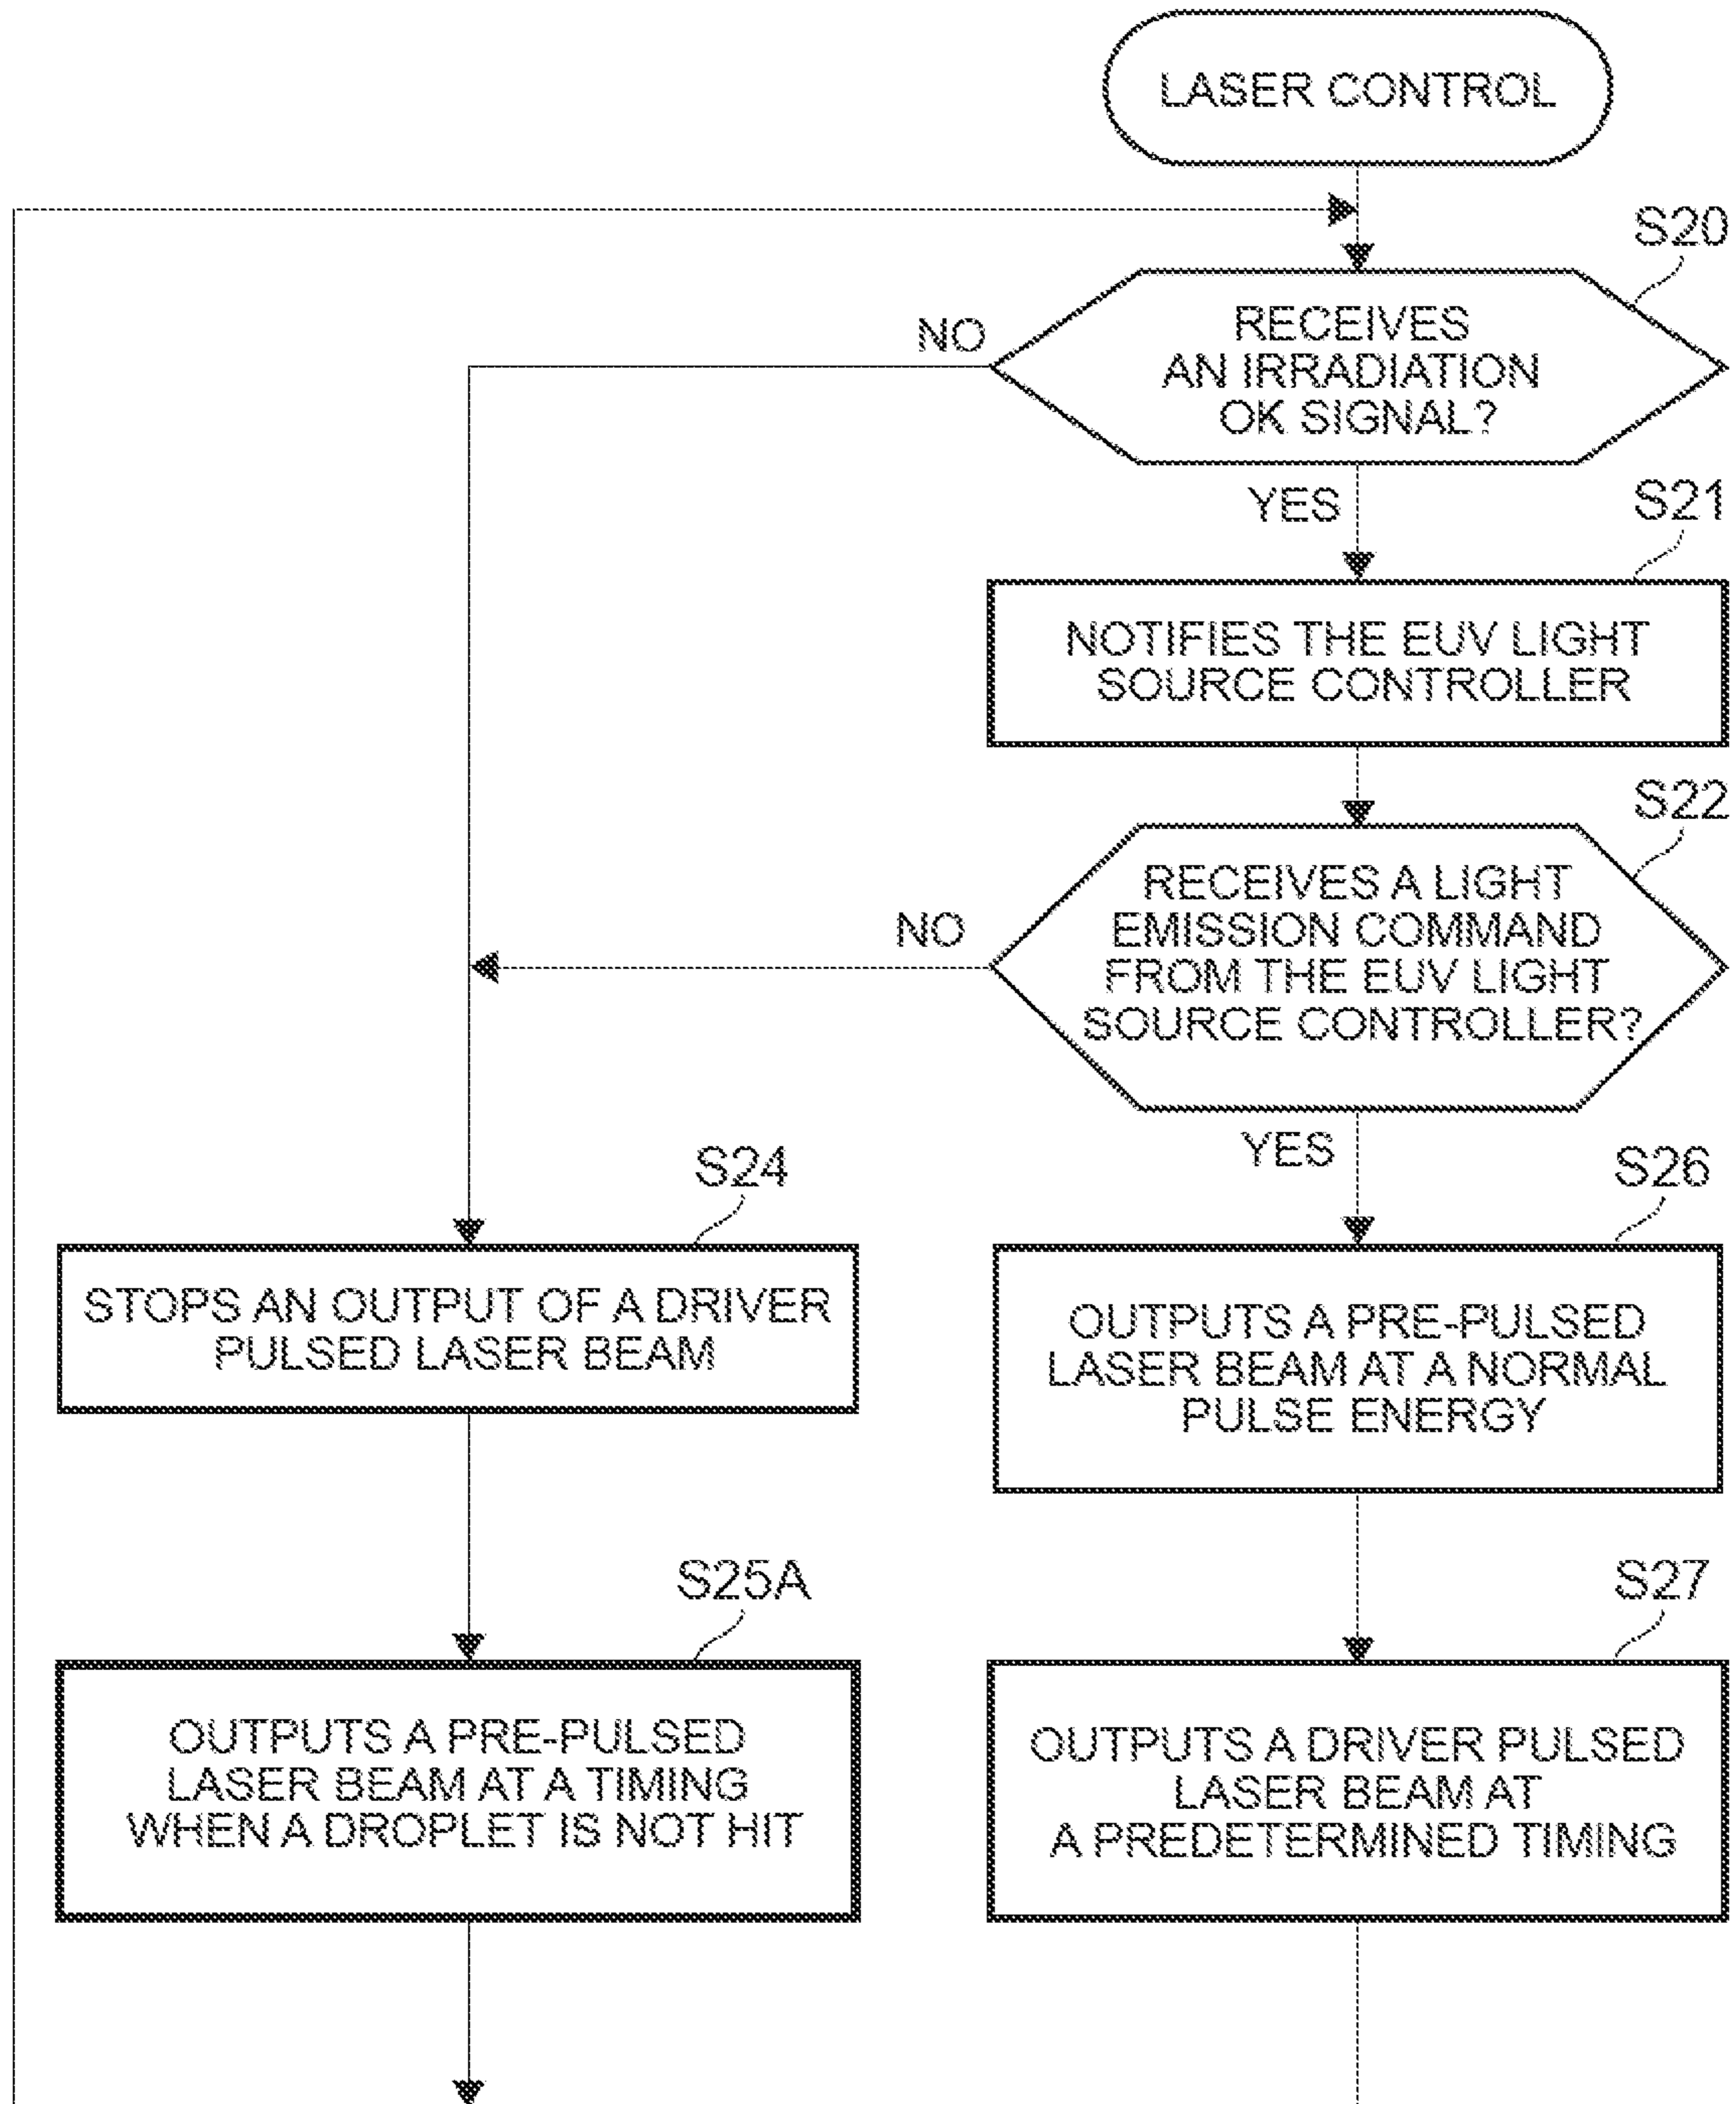 LASER CONTROL
S20
RECEIVES
AN IRRADIATION
OK SIGNAL?
NO
YES
S21
NOTIFIES THE EUV LIGHT
SOURCE CONTROLLER
S22
RECEIVES A LIGHT
EMISSION COMMAND
FROM THE EUV LIGHT
SOURCE CONTROLLER?
NO
YES
S24
STOPS AN OUTPUT OF A DRIVER
PULSED LASER BEAM
S26
OUTPUTS A PRE-PULSED
LASER BEAM AT A NORMAL
PULSE ENERGY
S25A
OUTPUTS A PRE-PULSED
LASER BEAM AT A TIMING
WHEN A DROPLET IS NOT HIT
S27
OUTPUTS A DRIVER PULSED
LASER BEAM AT
A PREDETERMINED TIMING